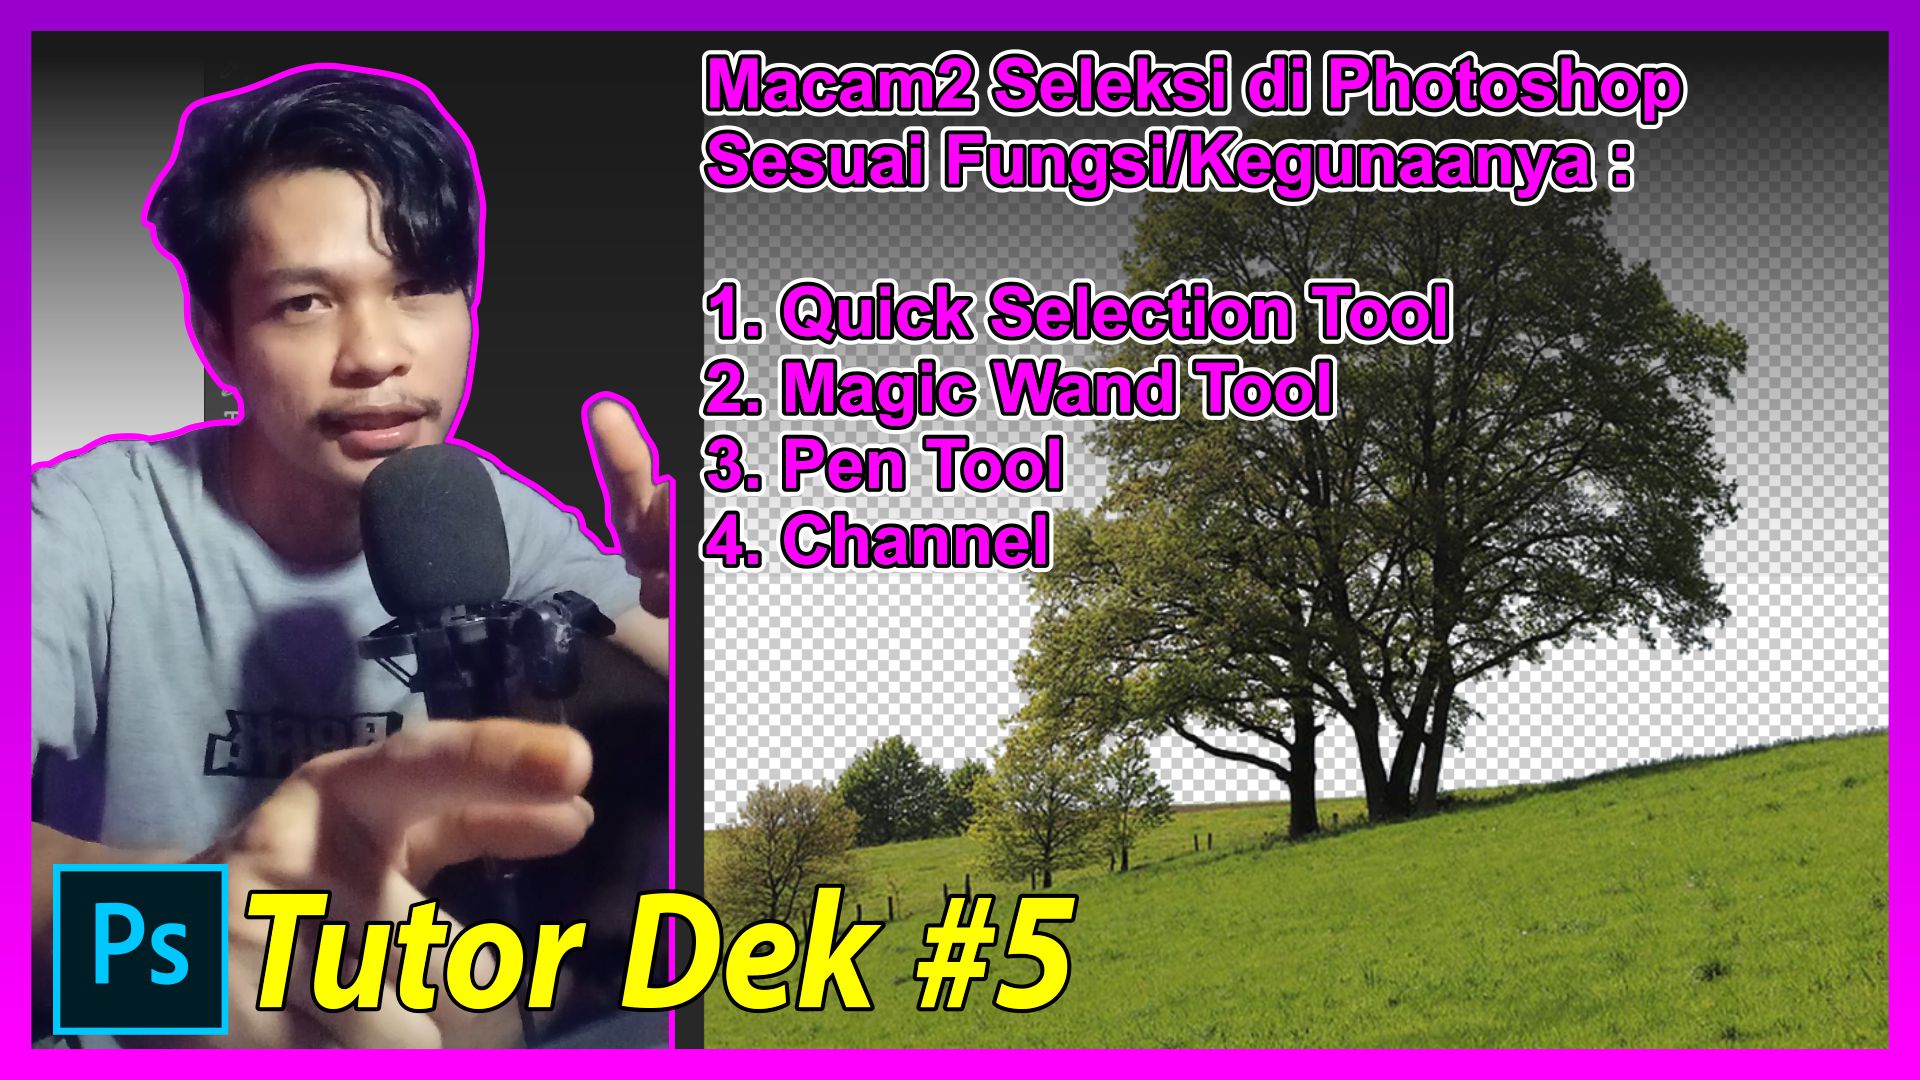 Macam2 Seleksi di Photoshop
Sesuai Fungsi/Kegunaanya :
1. Quick Selection Tool
2. Magic Wand Tool
3. Pen Tool
4. Channel
Ps
Tutor Dek #5